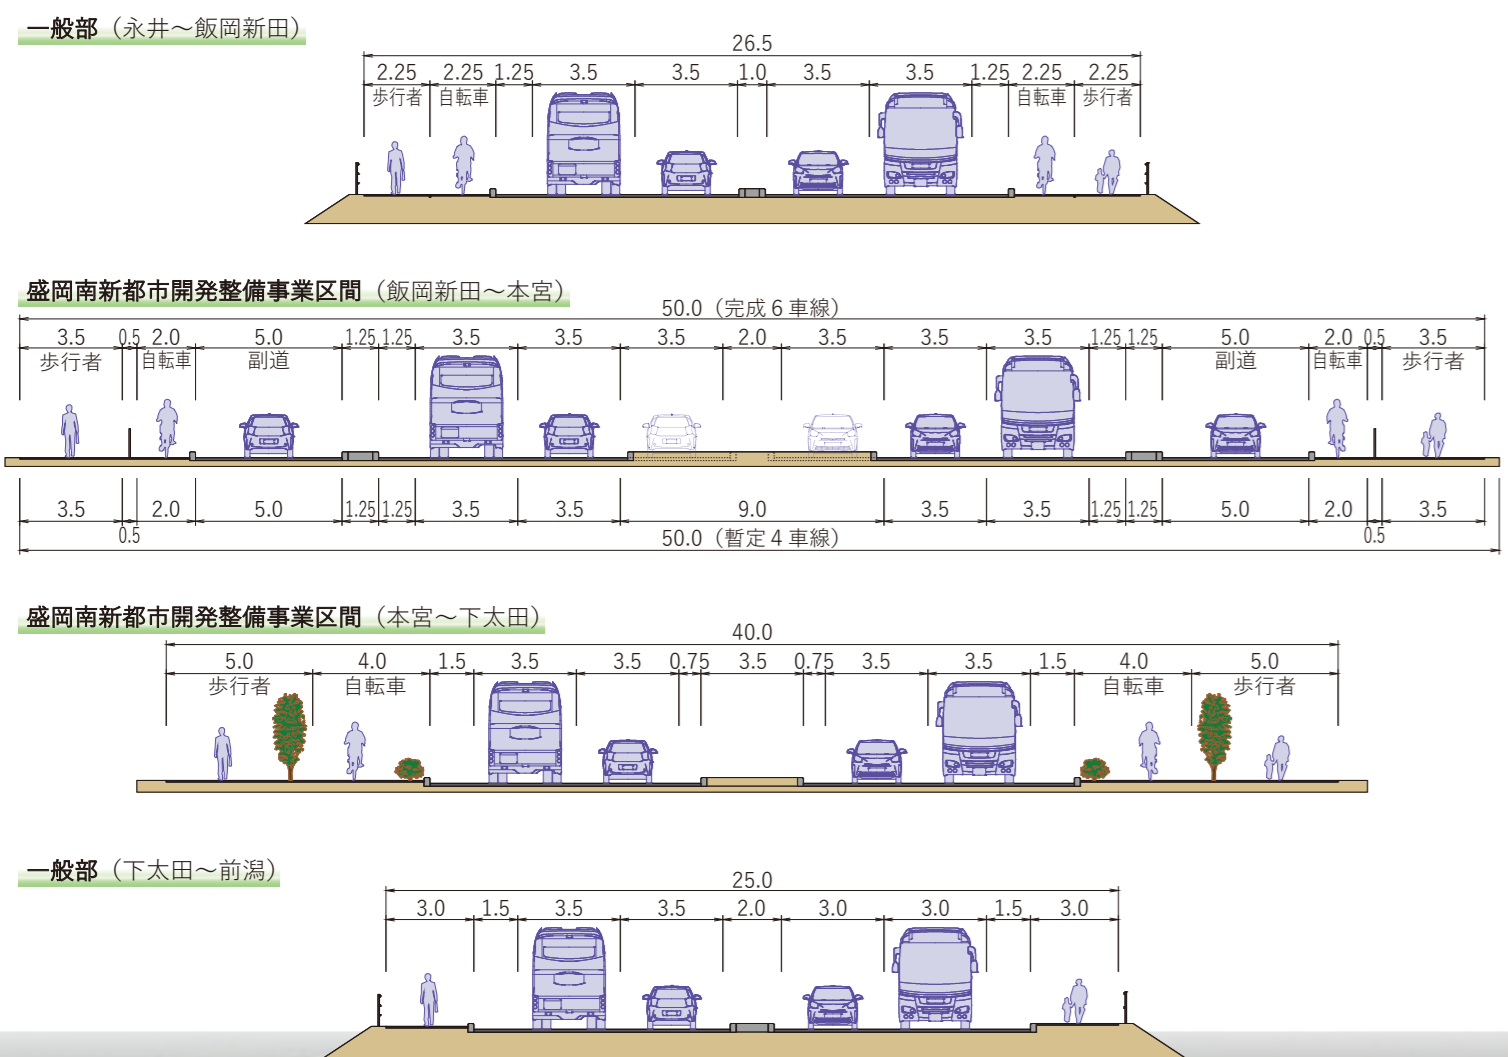 一般部（永井～飯岡新田）
26.5
2.25 2.25 1.25 3.5 3.5 1.0 3.5 3.5 1.25 2.25 2.25
歩行者 自転車 自転車 歩行者
盛岡南新都市開発整備事業区間（飯岡新田～本宮）
50.0（完成６車線）
3.5 0.5 2.0 5.0 1.25 1.25 3.5 3.5 3.5 2.0 3.5 3.5 3.5 1.25 1.25 5.0 2.0 0.5 3.5
歩行者 自転車 副道 副道 自転車 歩行者
3.5 2.0 5.0 1.25 1.25 3.5 3.5 9.0 3.5 3.5 1.25 1.25 5.0 2.0 3.5
0.5 0.5
50.0（暫定４車線）
盛岡南新都市開発整備事業区間（本宮～下太田）
40.0
5.0 4.0 1.5 3.5 3.5 0.75 3.5 0.75 3.5 3.5 1.5 4.0 5.0
歩行者 自転車 自転車 歩行者
一般部（下太田～前潟）
25.0
3.0 1.5 3.5 3.5 2.0 3.0 3.0 1.5 3.0